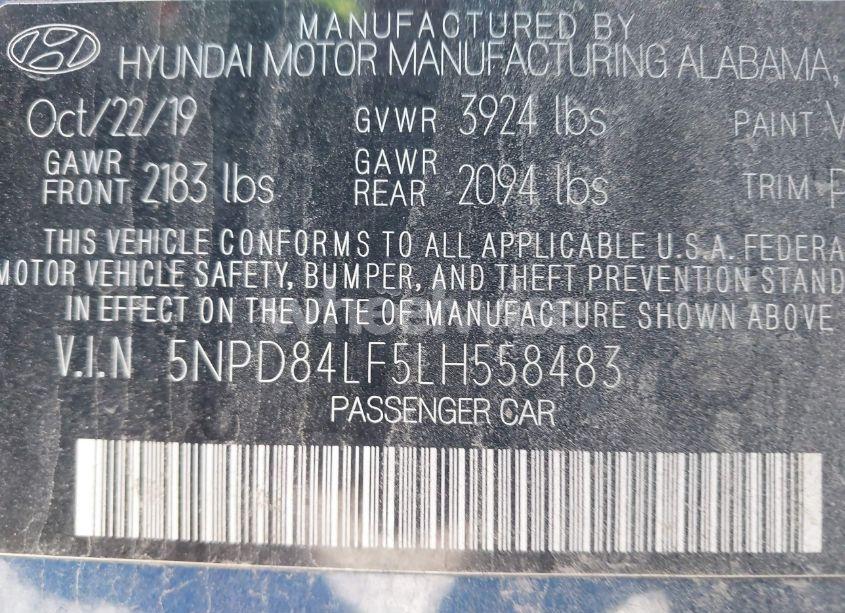 MANUFACTURED BY
HYUNDAI MOTOR MANUFACTURING ALABAMA,
Oct/22/19 GVWR 3924 lbs PAINT
GAWR FRONT 2183 lbs GAWR REAR 2094 lbs TRIM
THIS VEHICLE CONFORMS TO ALL APPLICABLE U.S.A. FEDERA
MOTOR VEHICLE SAFETY, BUMPER, AND THEFT PREVENTION STAND
IN EFFECT ON THE DATE OF MANUFACTURE SHOWN ABOVE
V.I.N 5NPD84LF5LH558483
PASSENGER CAR